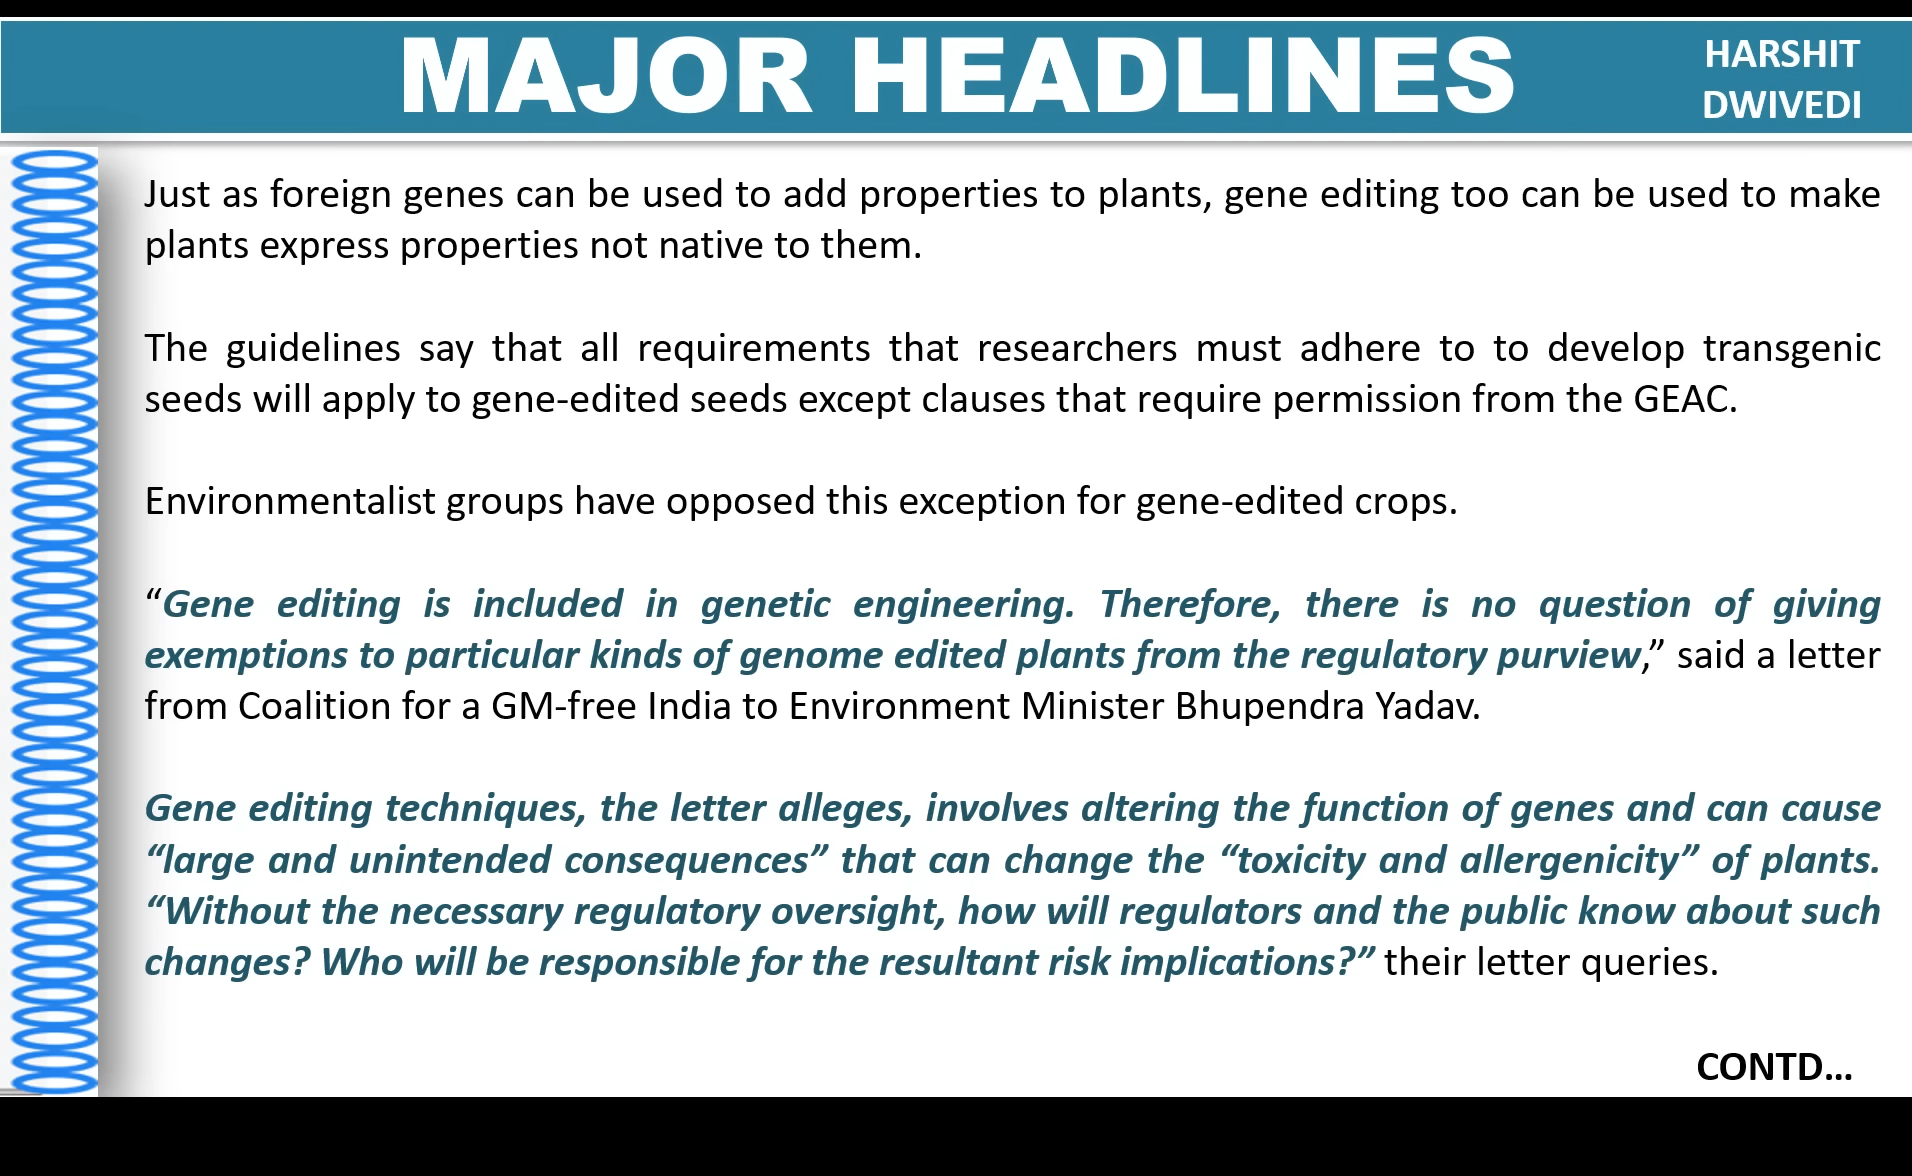 MAJOR HEADLINES
HARSHIT
DWIVEDI
Just as foreign genes can be used to add properties to plants, gene editing too can be used to make
plants express properties not native to them.
The guidelines say that all requirements that researchers must adhere to to develop transgenic
seeds will apply to gene-edited seeds except clauses that require permission from the GEAC.
Environmentalist groups have opposed this exception for gene-edited crops.
“Gene editing is included in genetic engineering. Therefore, there is no question of giving
exemptions to particular kinds of genome edited plants from the regulatory purview,” said a letter
from Coalition for a GM-free India to Environment Minister Bhupendra Yadav.
Gene editing techniques, the letter alleges, involves altering the function of genes and can cause
“large and unintended consequences” that can change the “toxicity and allergenicity” of plants.
“Without the necessary regulatory oversight, how will regulators and the public know about such
changes? Who will be responsible for the resultant risk implications?” their letter queries.
CONTD...